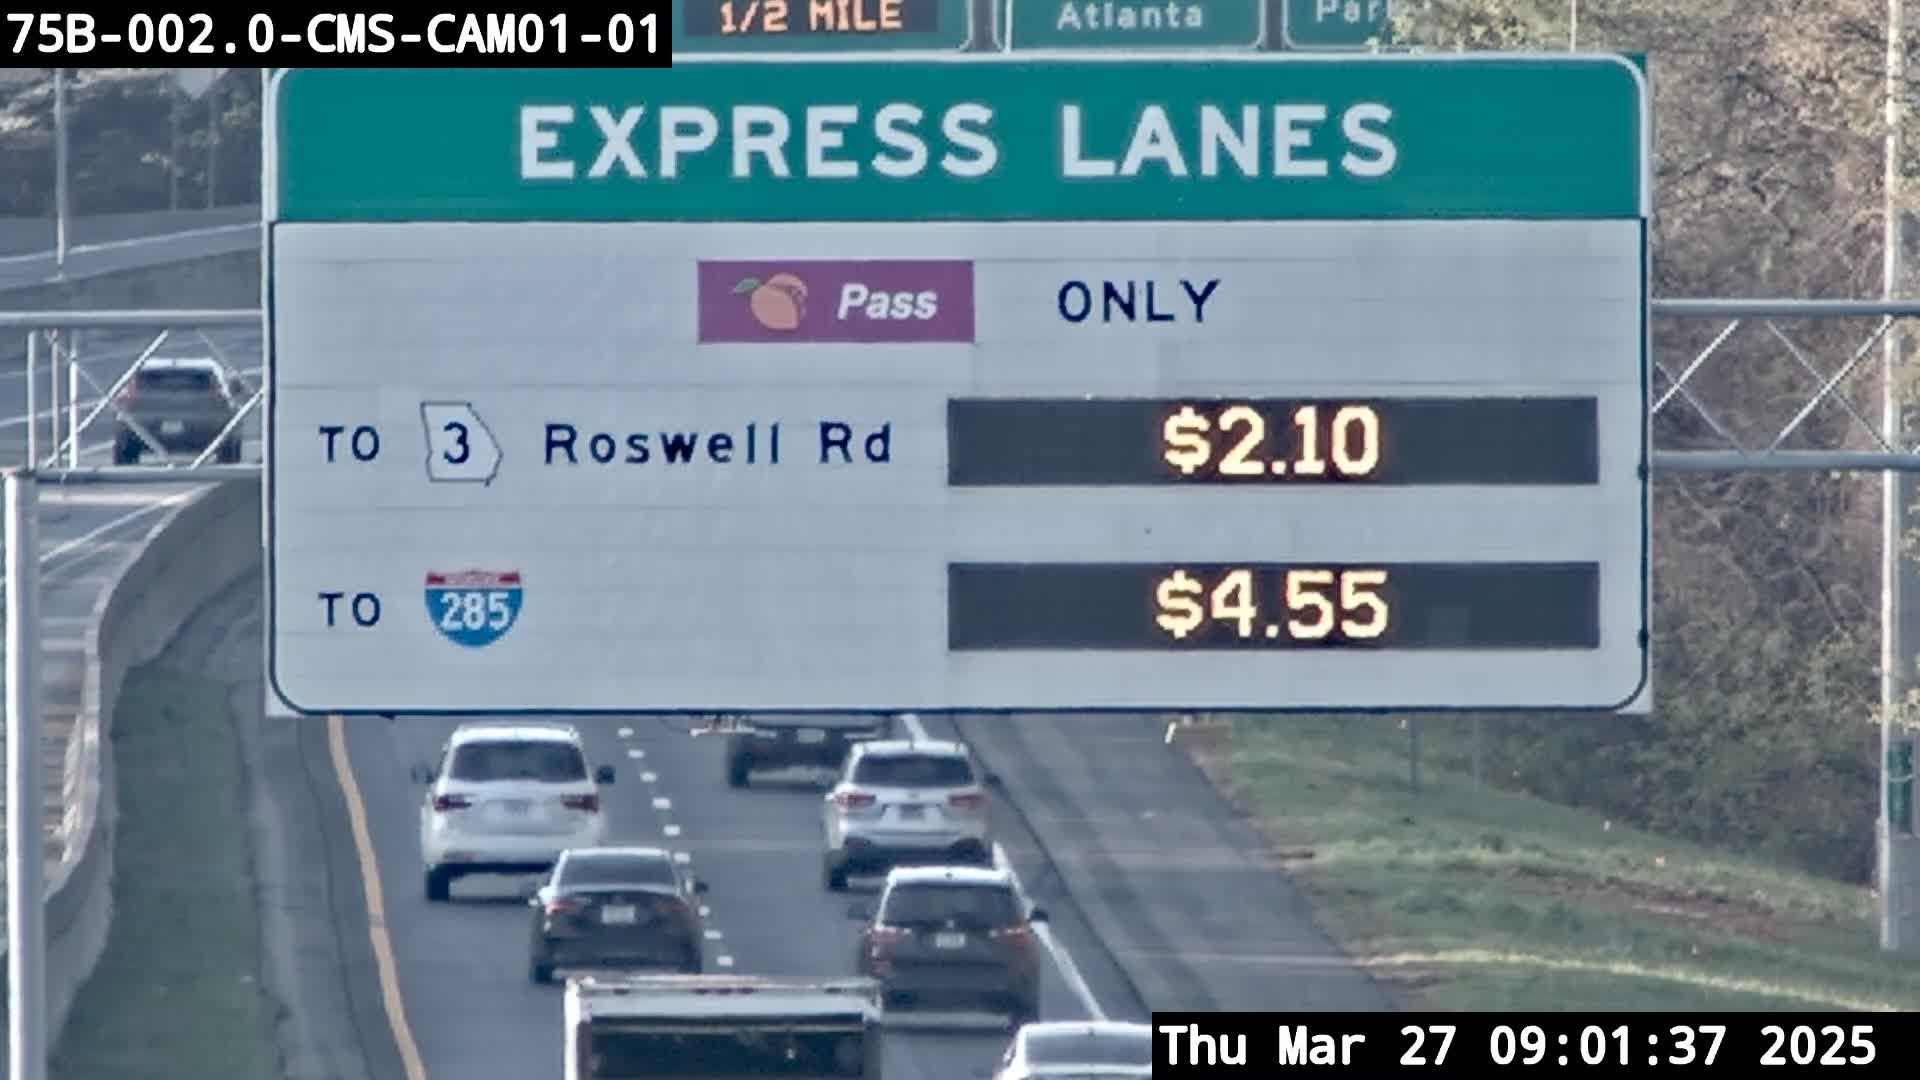 75B-002.0-CMS-CAM01-01
1/2 MILE
Atlanta
EXPRESS LANES
Pass ONLY
TO 3 Roswell Rd $2.10
TO 285 $4.55
Thu Mar 27 09:01:37 2025